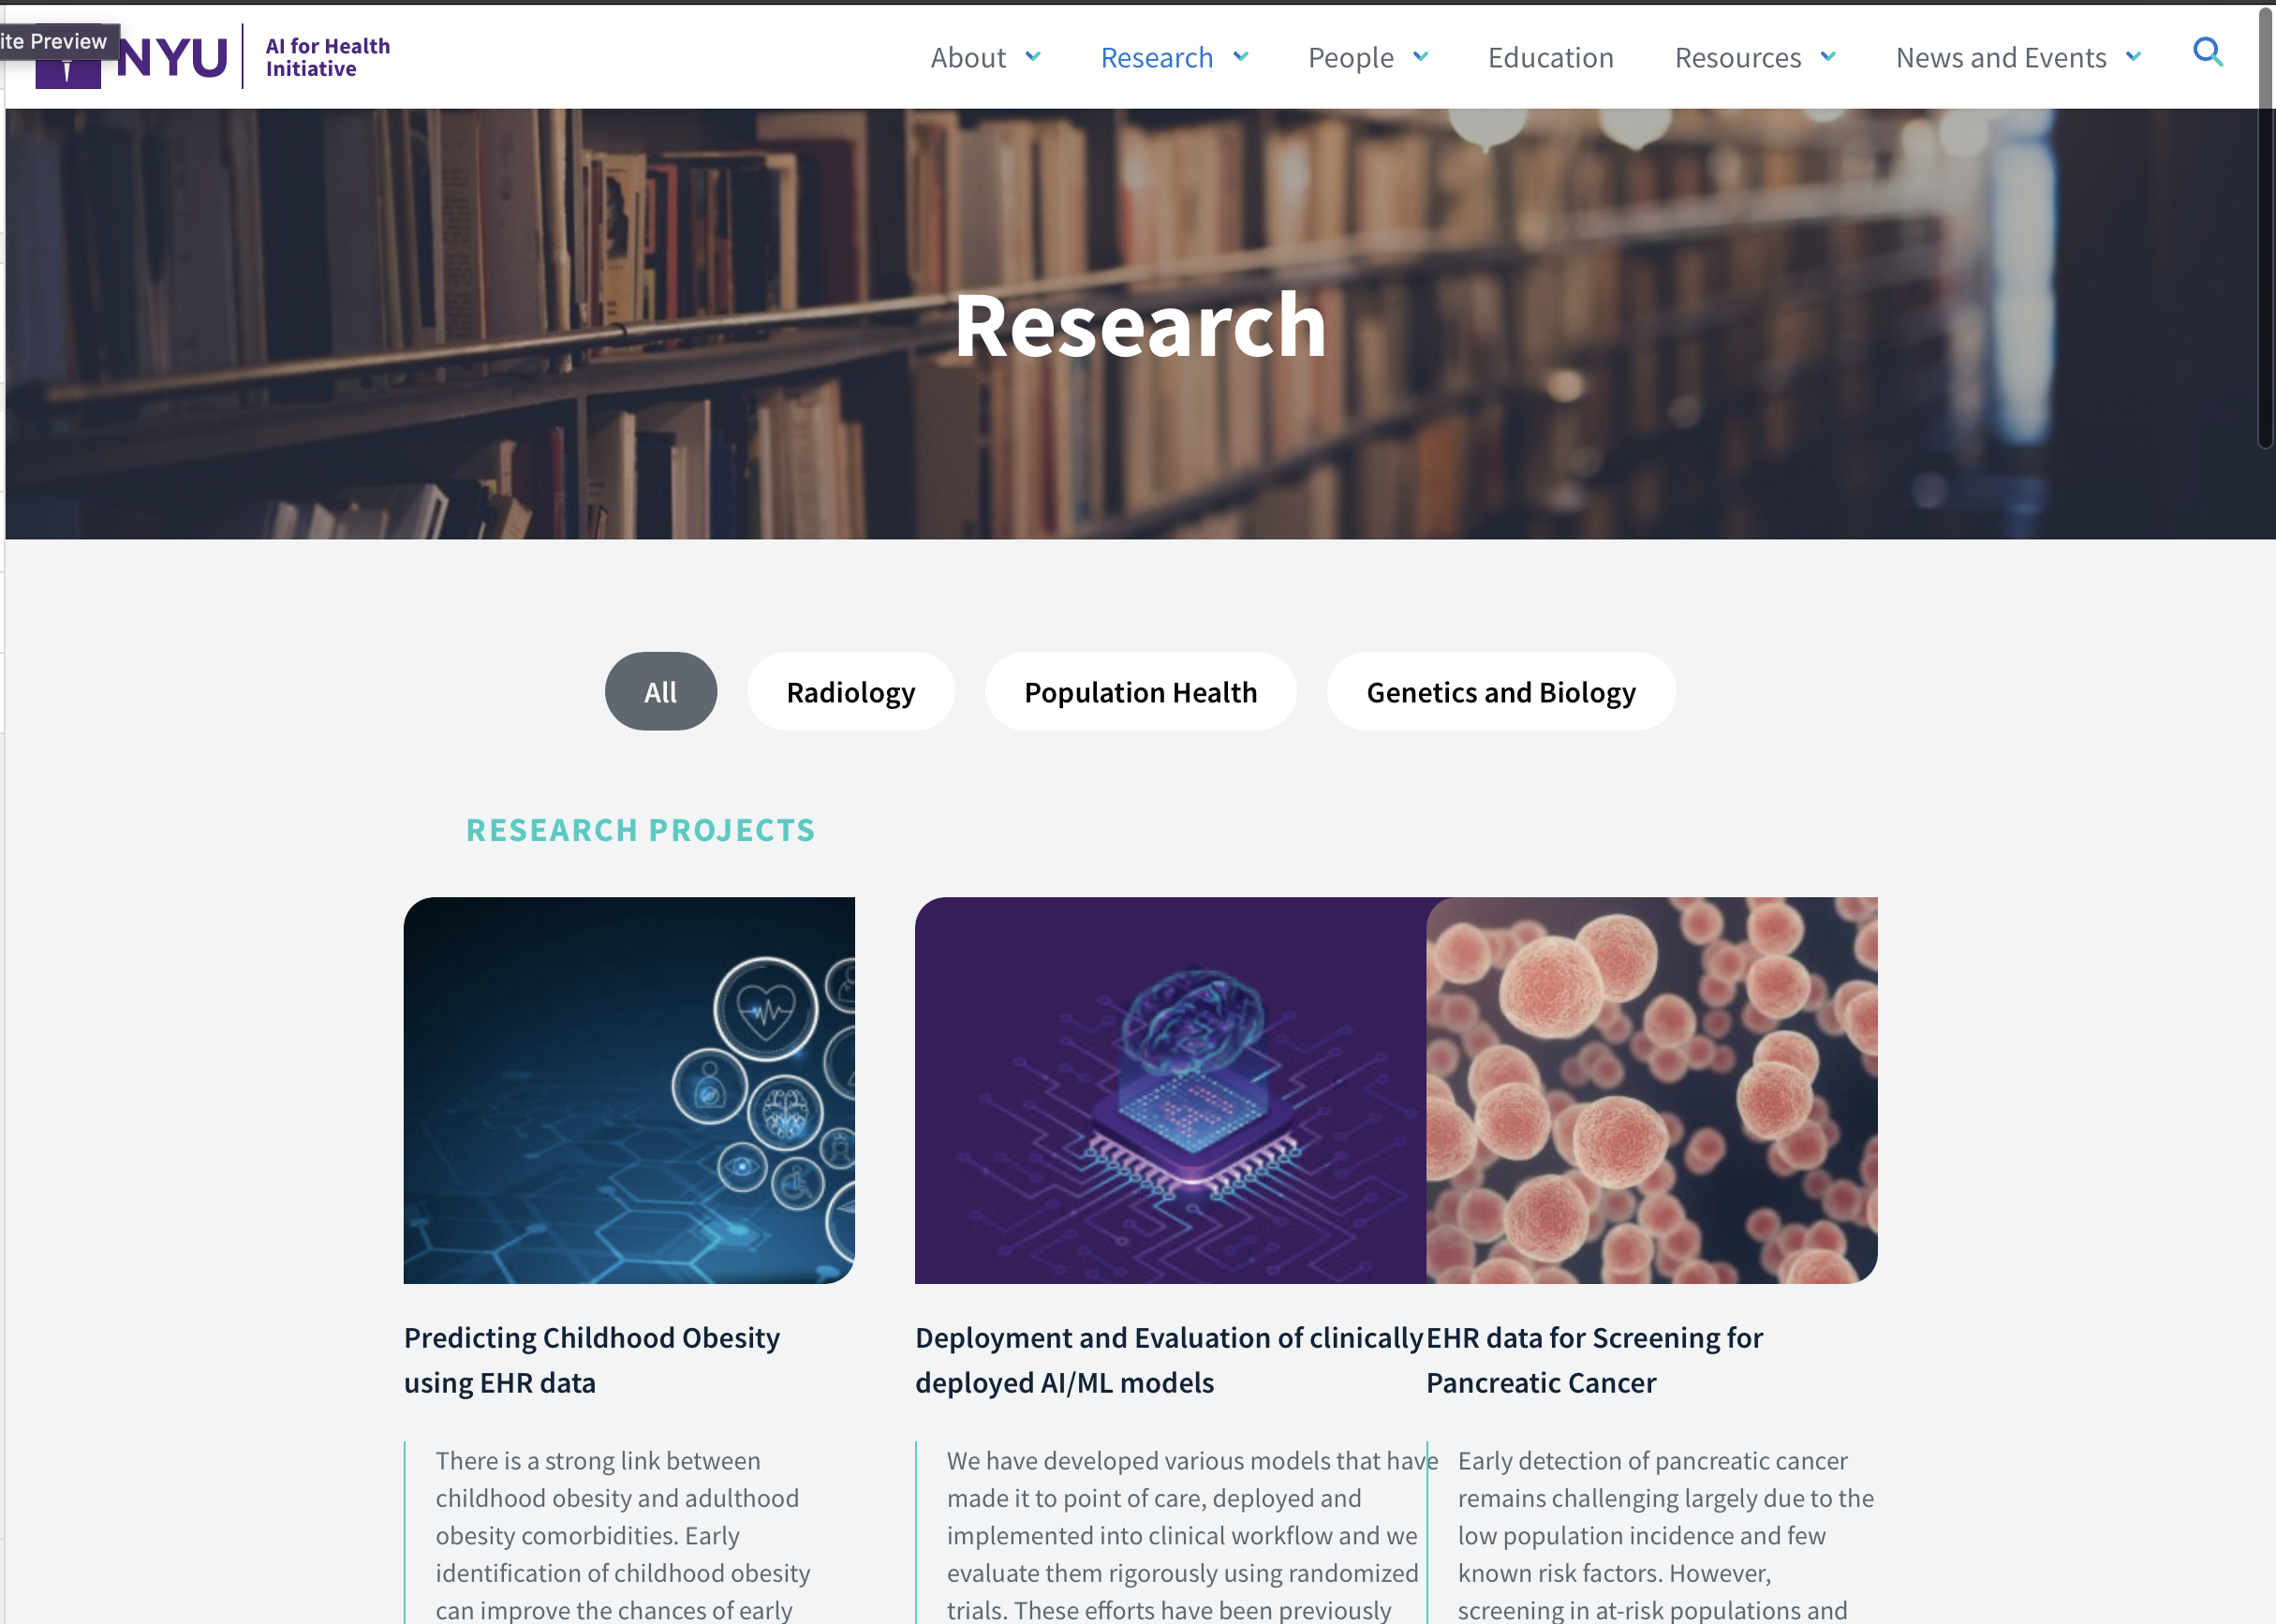 ite Preview
NYU
AI for Health
Initiative
About
Research
People
Education
Resources
News and Events
Research
All
Radiology
Population Health
Genetics and Biology
RESEARCH PROJECTS
Predicting Childhood Obesity
using EHR data
There is a strong link between
childhood obesity and adulthood
obesity comorbidities. Early
identification of childhood obesity
can improve the chances of early
Deployment and Evaluation of clinically
deployed AI/ML models
We have developed various models that have
made it to point of care, deployed and
implemented into clinical workflow and we
evaluate them rigorously using randomized
trials. These efforts have been previously
EHR data for Screening for
Pancreatic Cancer
Early detection of pancreatic cancer
remains challenging largely due to the
low population incidence and few
known risk factors. However,
screening in at-risk populations and